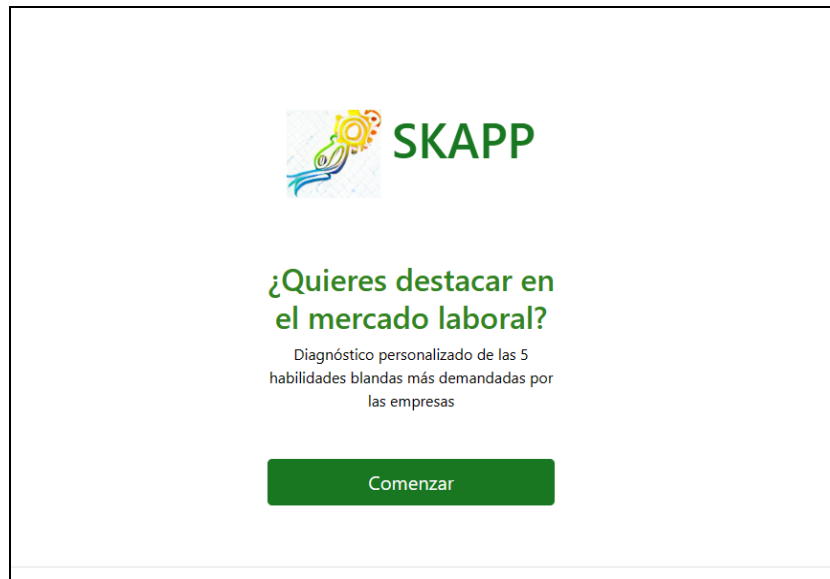 SKAPP
¿Quieres destacar en
el mercado laboral?
Diagnóstico personalizado de las 5
habilidades blandas más demandadas por
las empresas
Comenzar